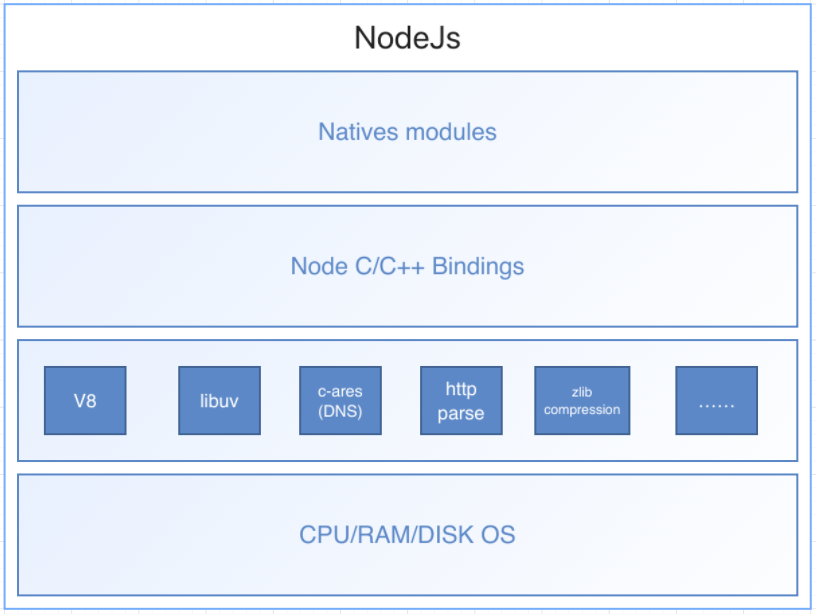 NodeJs
Natives modules
Node C/C++ Bindings
V8
libuv
c-ares
(DNS)
http
parse
zlib
compression
......
CPU/RAM/DISK OS